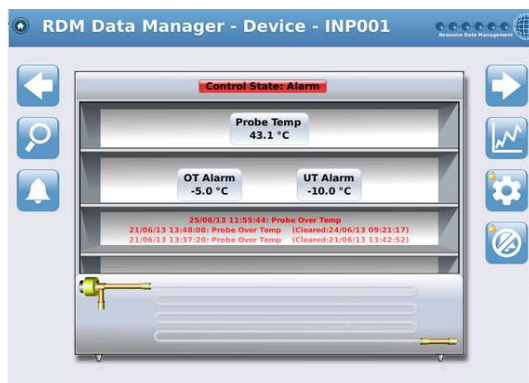 RDM Data Manager - Device - INP001
Resource Data Management
Control State: Alarm
Probe Temp
43.1 °C
OT Alarm
-5.0 °C
UT Alarm
-10.0 °C
25/06/13 11:55:44: Probe Over Temp
21/06/13 13:48:08: Probe Over Temp (Cleared:24/06/13 09:21:17)
21/06/13 13:37:20: Probe Over Temp (Cleared:21/06/13 13:42:52)